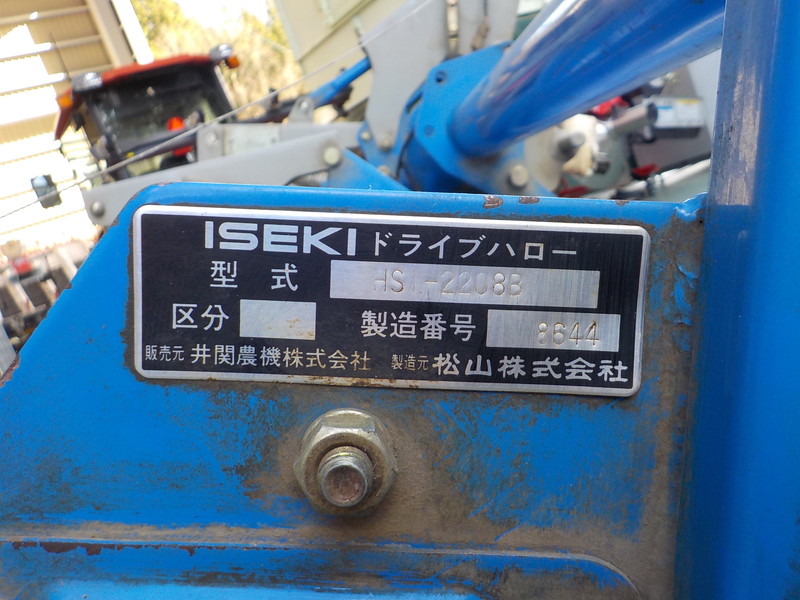 ISEKI ドライブハロー
型式 HS -2208B
区分
製造番号 8644
販売元 井関農機株式会社 製造元 松山株式会社